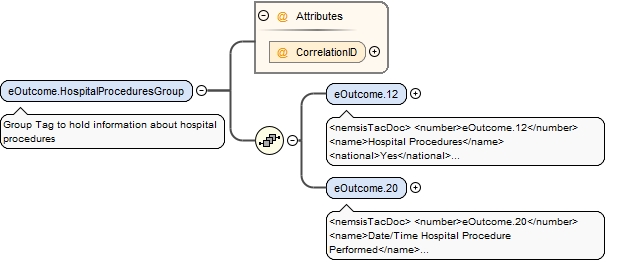 @ Attributes
@ CorrelationID
eOutcome.HospitalProceduresGroup
Group Tag to hold information about hospital
procedures
eOutcome.12
<nemsisTacDoc> <number>eOutcome.12</number>
<name>Hospital Procedures</name>
<national>Yes</national>...
eOutcome.20
<nemsisTacDoc> <number>eOutcome.20</number>
<name>Date/Time Hospital Procedure
Performed</name>...